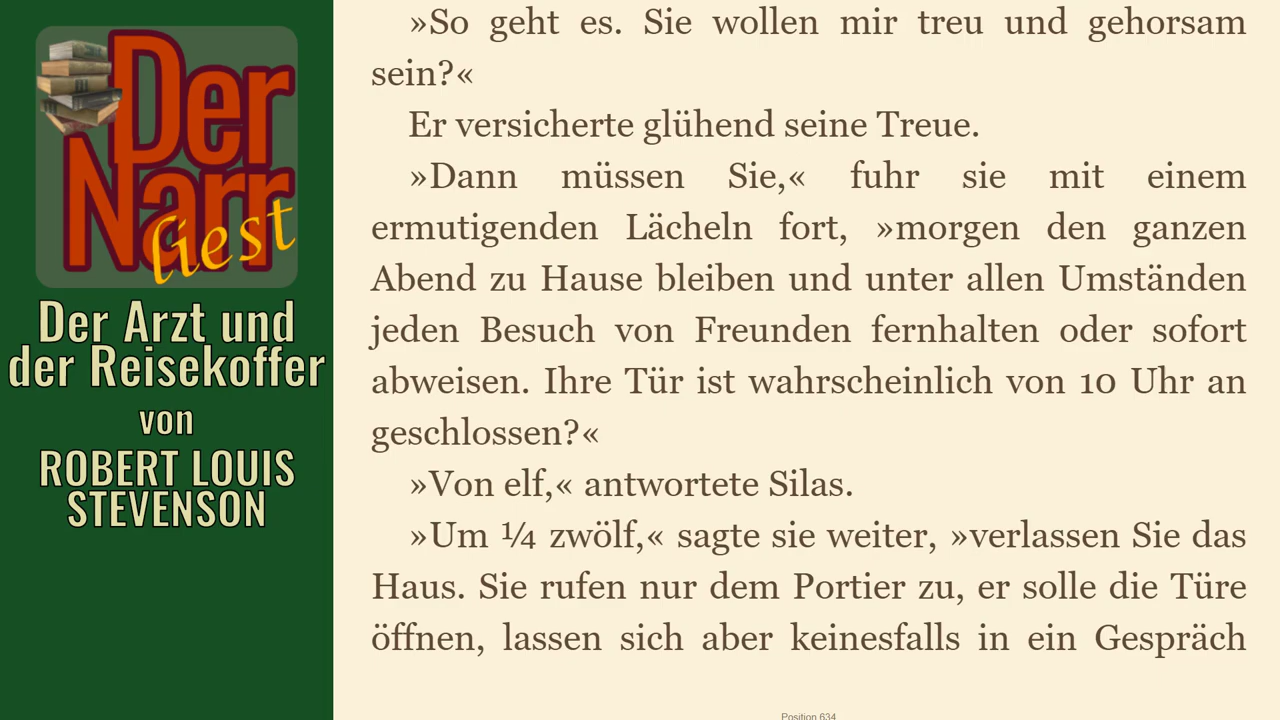 Der
Narr
liest
Der Arzt und
der Reisekoffer
von
ROBERT LOUIS
STEVENSON
»So geht es. Sie wollen mir treu und gehorsam
sein?«
Er versicherte glühend seine Treue.
»Dann müssen Sie,« fuhr sie mit einem
ermutigenden Lächeln fort, »morgen den ganzen
Abend zu Hause bleiben und unter allen Umständen
jeden Besuch von Freunden fernhalten oder sofort
abweisen. Ihre Tür ist wahrscheinlich von 10 Uhr an
geschlossen?«
»Von elf,« antwortete Silas.
»Um ¼ zwölf,« sagte sie weiter, »verlassen Sie das
Haus. Sie rufen nur dem Portier zu, er solle die Türe
öffnen, lassen sich aber keinesfalls in ein Gespräch
Position 634